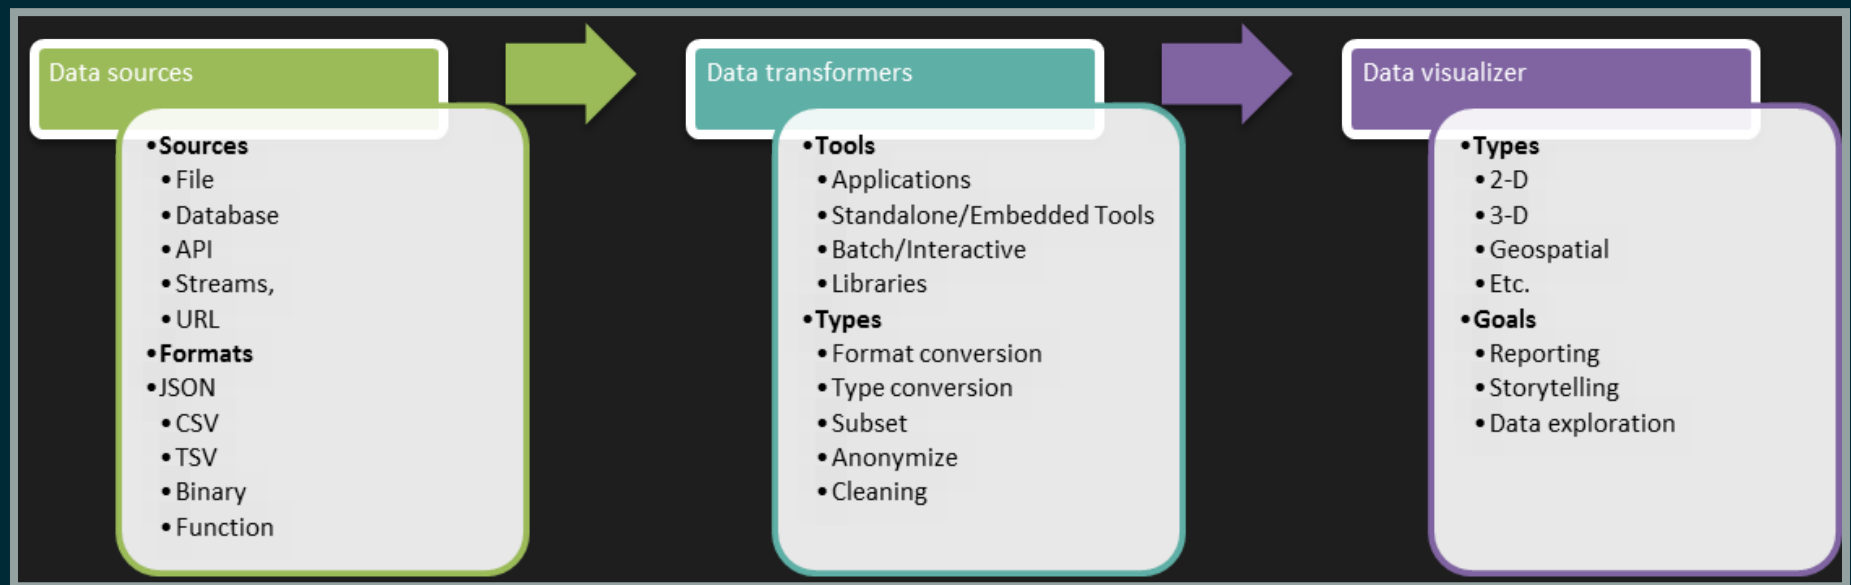 Data sources
•Sources
•File
•Database
•API
•Streams,
•URL
•Formats
•JSON
•CSV
•TSV
•Binary
•Function
Data transformers
•Tools
•Applications
•Standalone/Embedded Tools
•Batch/Interactive
•Libraries
•Types
•Format conversion
•Type conversion
•Subset
•Anonymize
•Cleaning
Data visualizer
•Types
•2-D
•3-D
•Geospatial
•Etc.
•Goals
•Reporting
•Storytelling
•Data exploration